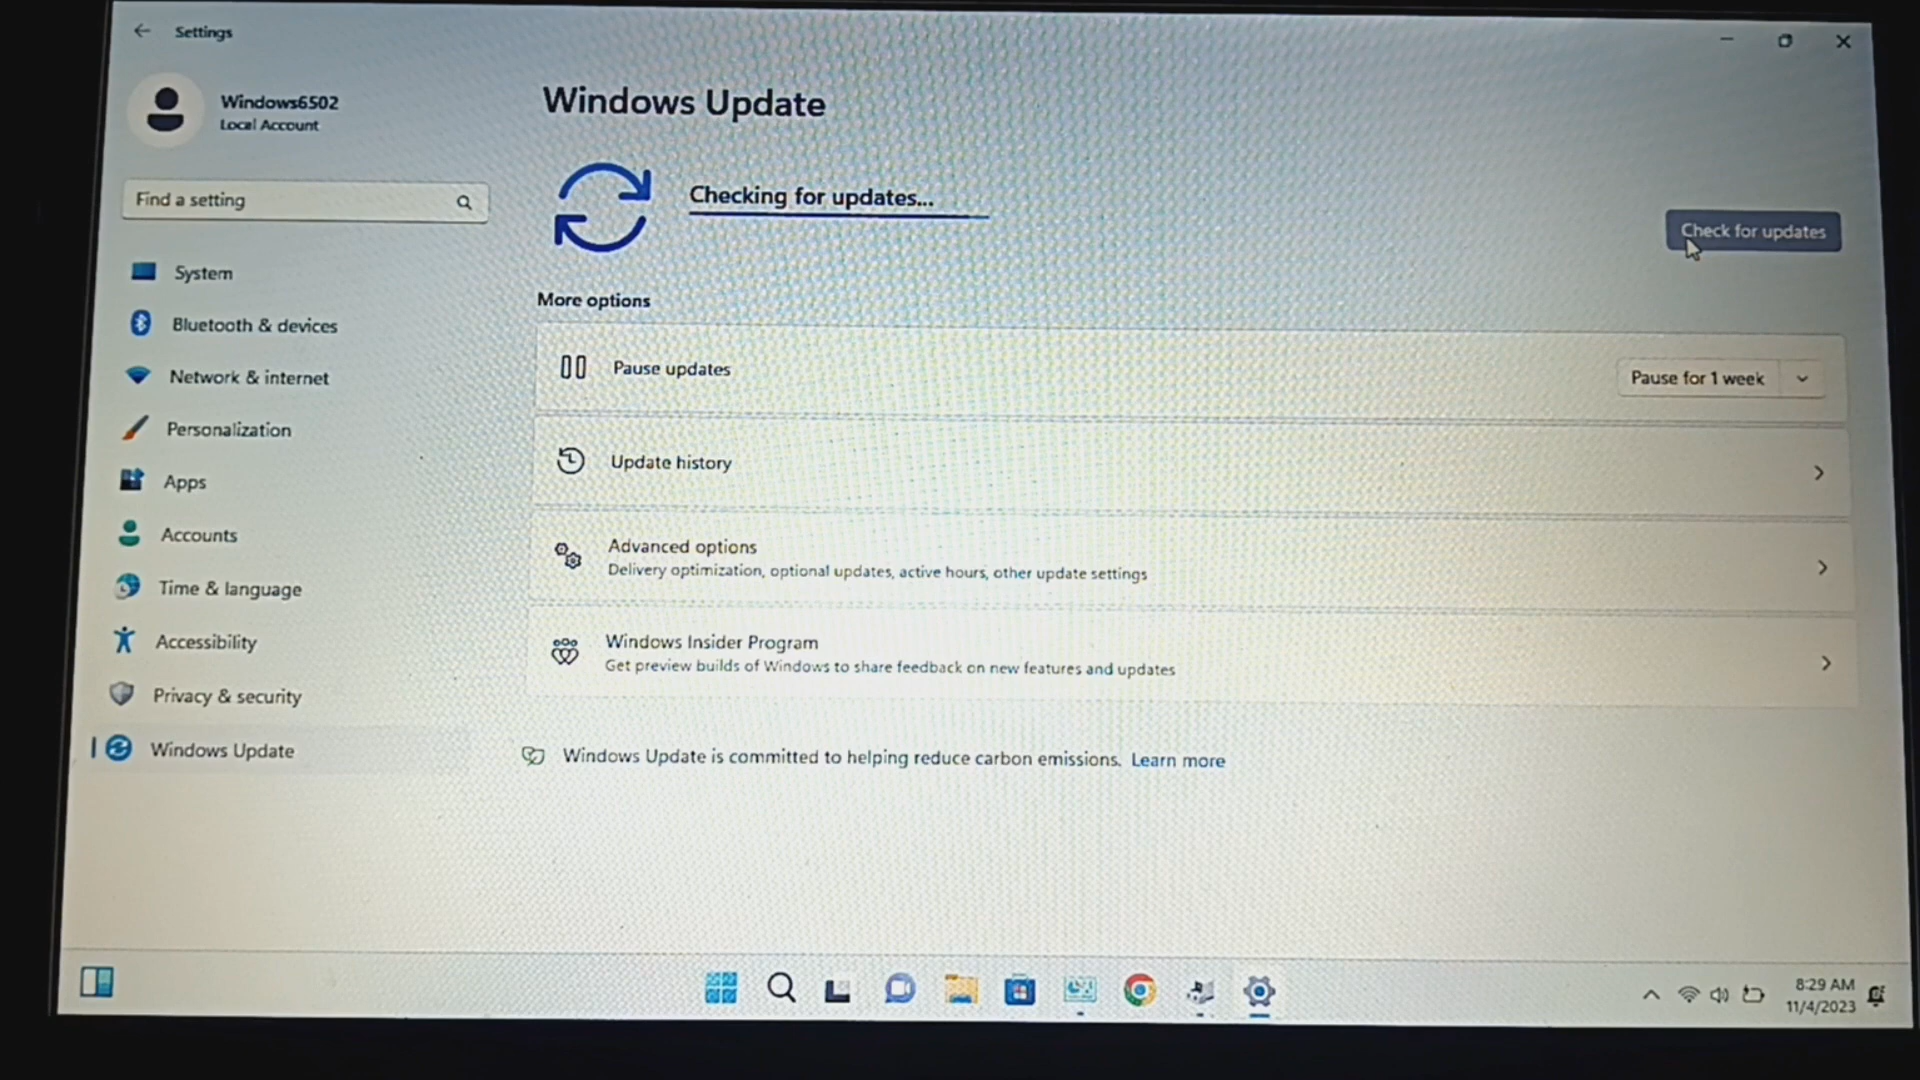 Settings
Windows6502
Local Account
Find a setting
System
Bluetooth & devices
Network & internet
Personalization
Apps
Accounts
Time & language
Accessibility
Privacy & security
Windows Update
Windows Update
Checking for updates...
Check for updates
More options
Pause updates
Pause for 1 week
Update history
Advanced options
Delivery optimization, optional updates, active hours, other update settings
Windows Insider Program
Get preview builds of Windows to share feedback on new features and updates
Windows Update is committed to helping reduce carbon emissions. Learn more
8:29 AM
11/4/2023